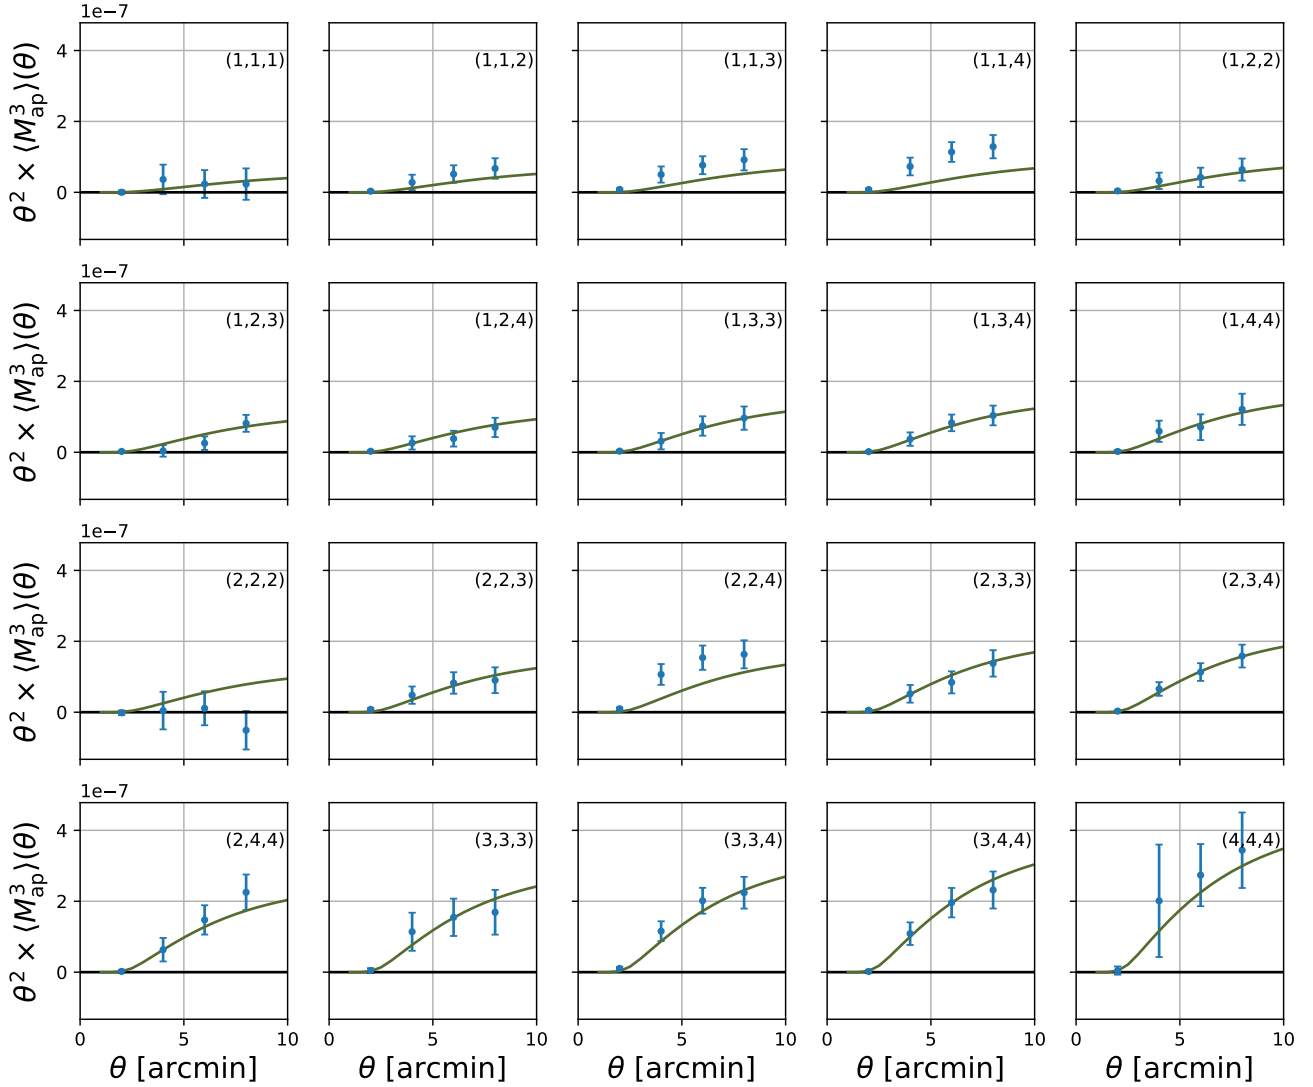 1e−7
θ² × ⟨M³ap⟩(θ)
4
2
0
(1,1,1)
(1,1,2)
(1,1,3)
(1,1,4)
(1,2,2)
1e−7
θ² × ⟨M³ap⟩(θ)
4
2
0
(1,2,3)
(1,2,4)
(1,3,3)
(1,3,4)
(1,4,4)
1e−7
θ² × ⟨M³ap⟩(θ)
4
2
0
(2,2,2)
(2,2,3)
(2,2,4)
(2,3,3)
(2,3,4)
1e−7
θ² × ⟨M³ap⟩(θ)
4
2
0
(2,4,4)
(3,3,3)
(3,3,4)
(3,4,4)
(4,4,4)
0 5 10
0 5 10
0 5 10
0 5 10
0 5 10
θ [arcmin]
θ [arcmin]
θ [arcmin]
θ [arcmin]
θ [arcmin]